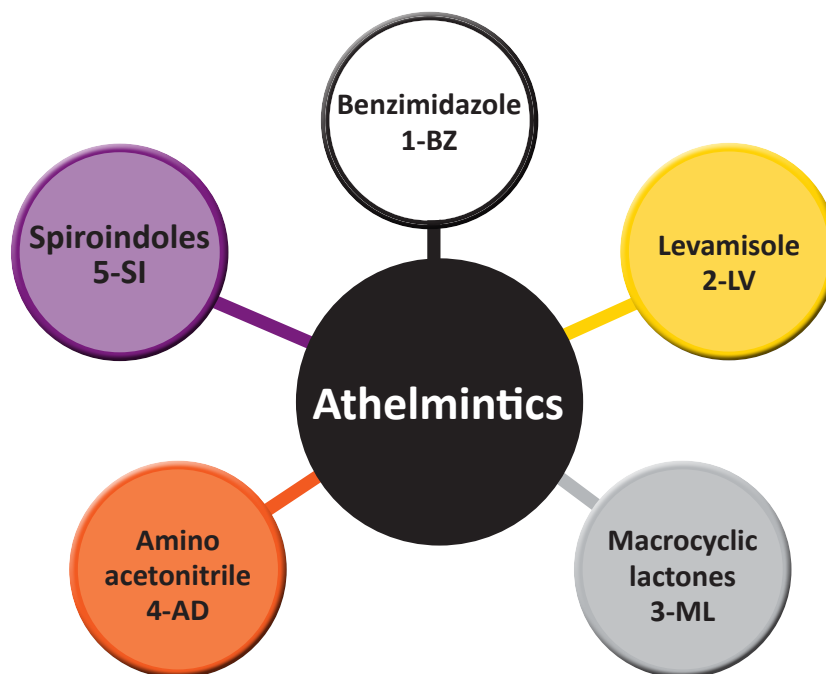 Benzimidazole
1-BZ
Spiroindoles
5-SI
Levamisole
2-LV
Athelmintics
Amino
acetonitrile
4-AD
Macrocyclic
lactones
3-ML